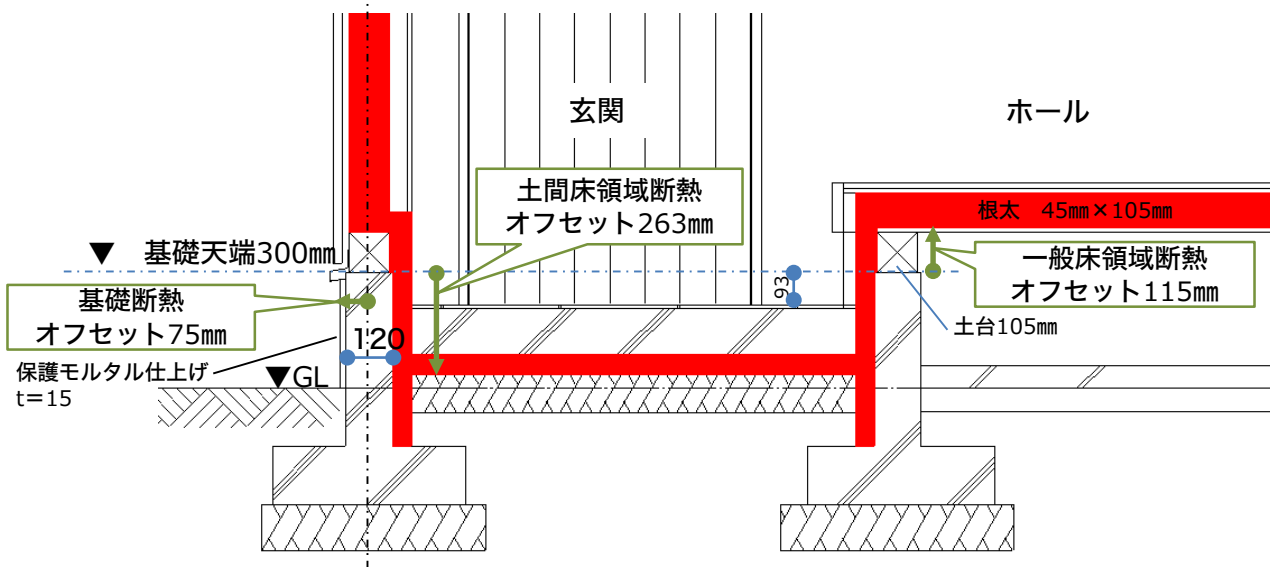 玄関
ホール
土間床領域断熱
オフセット263㎜
根太　45㎜×105㎜
▼ 基礎天端300㎜
一般床領域断熱
オフセット115㎜
93
基礎断熱
オフセット75㎜
土台105㎜
120
保護モルタル仕上げ
t＝15
▼GL